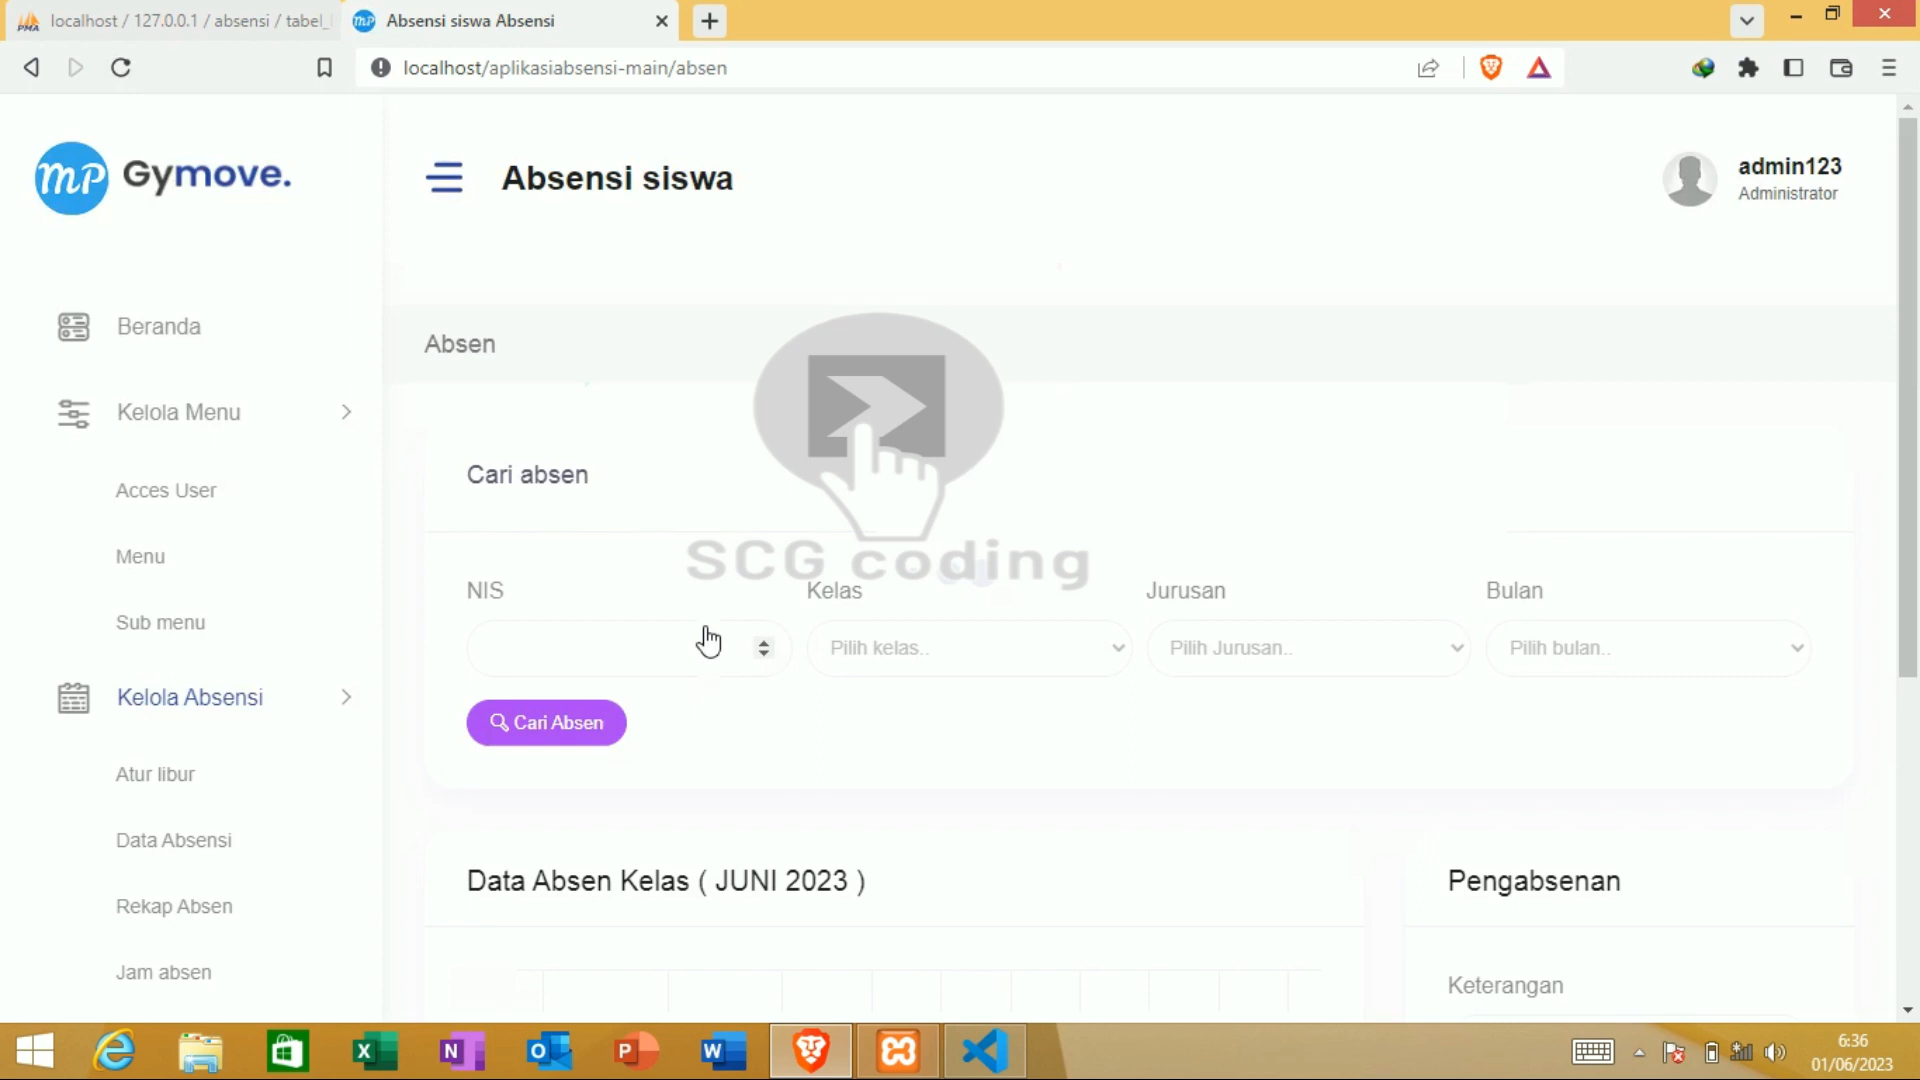 localhost / 127.0.0.1 / absensi / tabel_
Absensi siswa Absensi
localhost/aplikasiabsensi-main/absen
mp Gymove.
Absensi siswa
admin123
Administrator
Beranda
Absen
Kelola Menu
Cari absen
Acces User
SCG coding
Menu
NIS
Kelas
Jurusan
Bulan
Sub menu
Pilih kelas..
Pilih Jurusan..
Pilih bulan..
Kelola Absensi
Cari Absen
Atur libur
Data Absensi
Data Absen Kelas ( JUNI 2023 )
Pengabsenan
Rekap Absen
Jam absen
Keterangan
6:36
01/06/2023